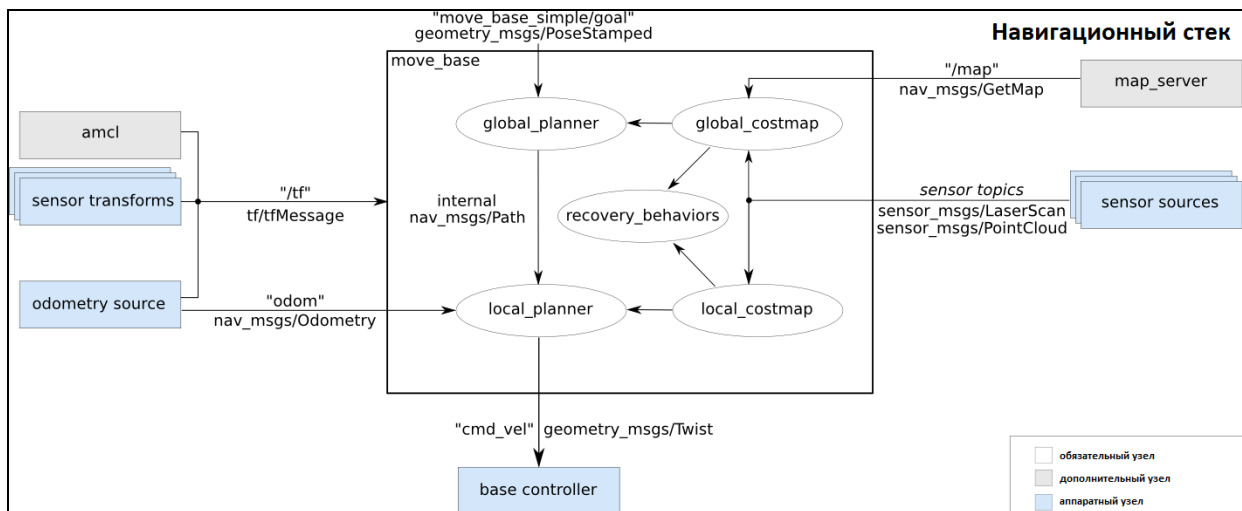 "move_base_simple/goal"
geometry_msgs/PoseStamped
Навигационный стек
move_base
"/map"
nav_msgs/GetMap
map_server
global_planner
global_costmap
amcl
sensor transforms
"/tf"
tf/tfMessage
internal
nav_msgs/Path
recovery_behaviors
sensor topics
sensor_msgs/LaserScan
sensor_msgs/PointCloud
sensor sources
odometry source
"odom"
nav_msgs/Odometry
local_planner
local_costmap
"cmd_vel" geometry_msgs/Twist
base controller
обязательный узел
дополнительный узел
аппаратный узел